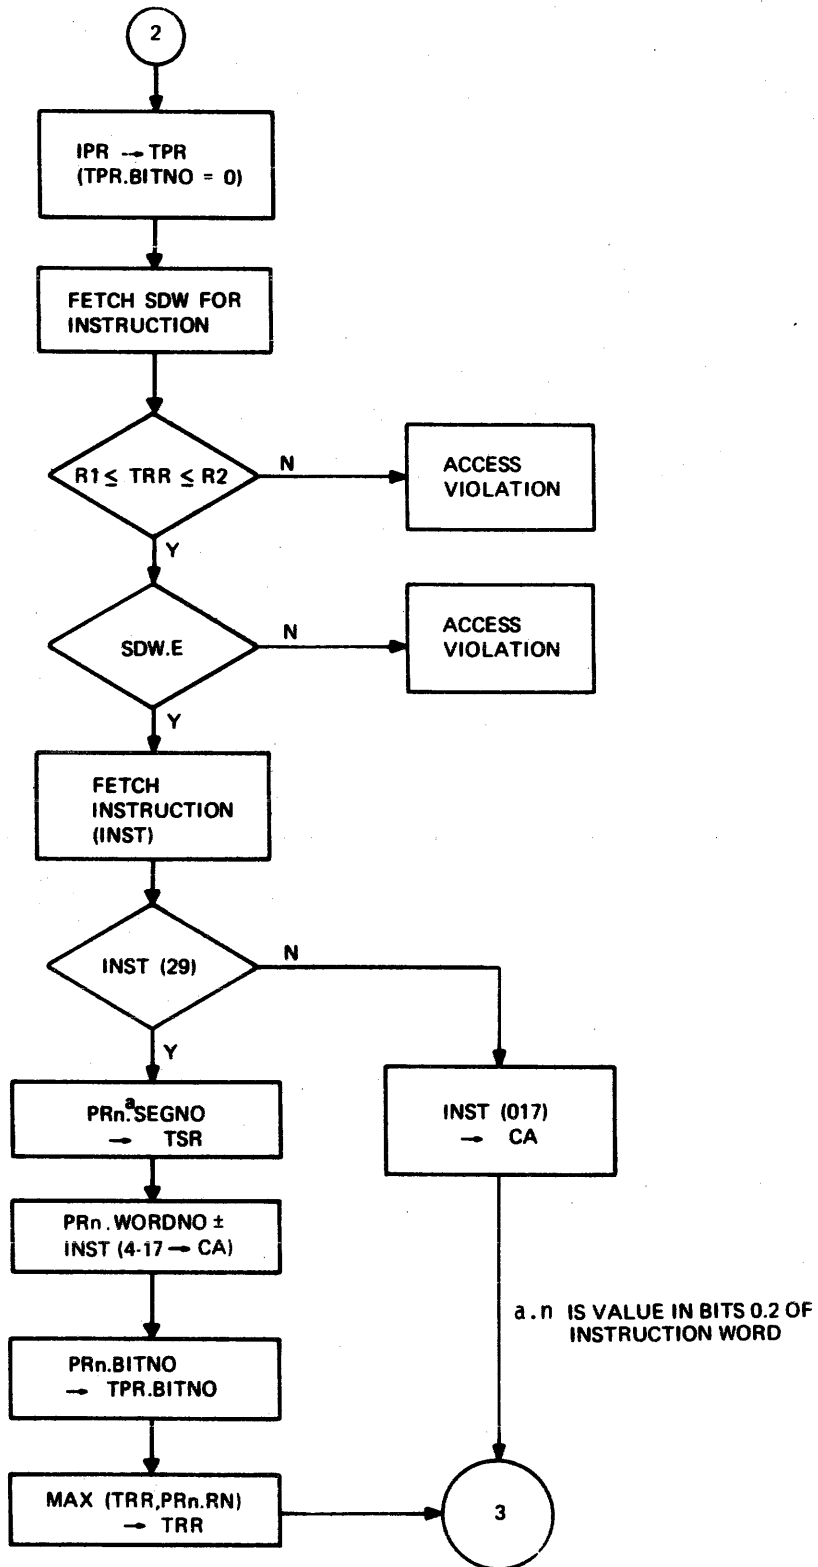 2
IPR → TPR
(TPR.BITNO = 0)
FETCH SDW FOR
INSTRUCTION
R1 ≤ TRR ≤ R2
N
ACCESS
VIOLATION
Y
SDW.E
N
ACCESS
VIOLATION
Y
FETCH
INSTRUCTION
(INST)
INST (29)
N
Y
PRn.ᵃSEGNO
→ TSR
INST (017)
→ CA
PRn.WORDNO ±
INST (4-17 → CA)
a.n IS VALUE IN BITS 0.2 OF
INSTRUCTION WORD
PRn.BITNO
→ TPR.BITNO
MAX (TRR,PRn.RN)
→ TRR
3